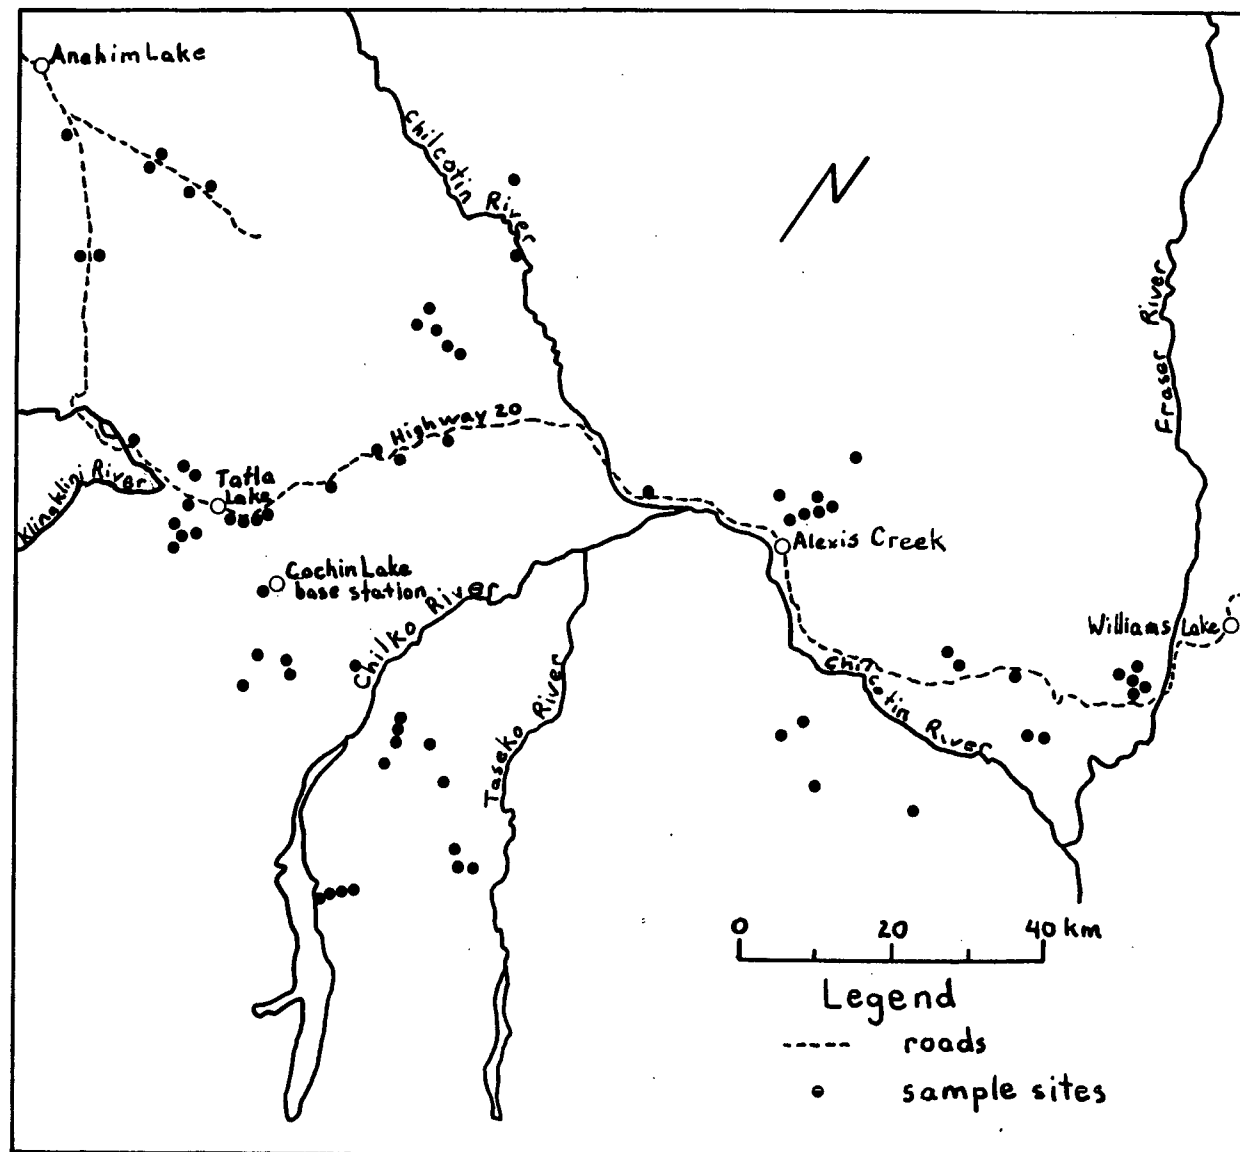 Anahim Lake
Chilcotin River
Fraser River
Highway 20
Klinaklini River
Tatla
Lake
Alexis Creek
Cochin Lake
base station
Chilko River
Williams Lake
Taseko River
Chilcotin River
0 20 40 km
Legend
roads
sample sites